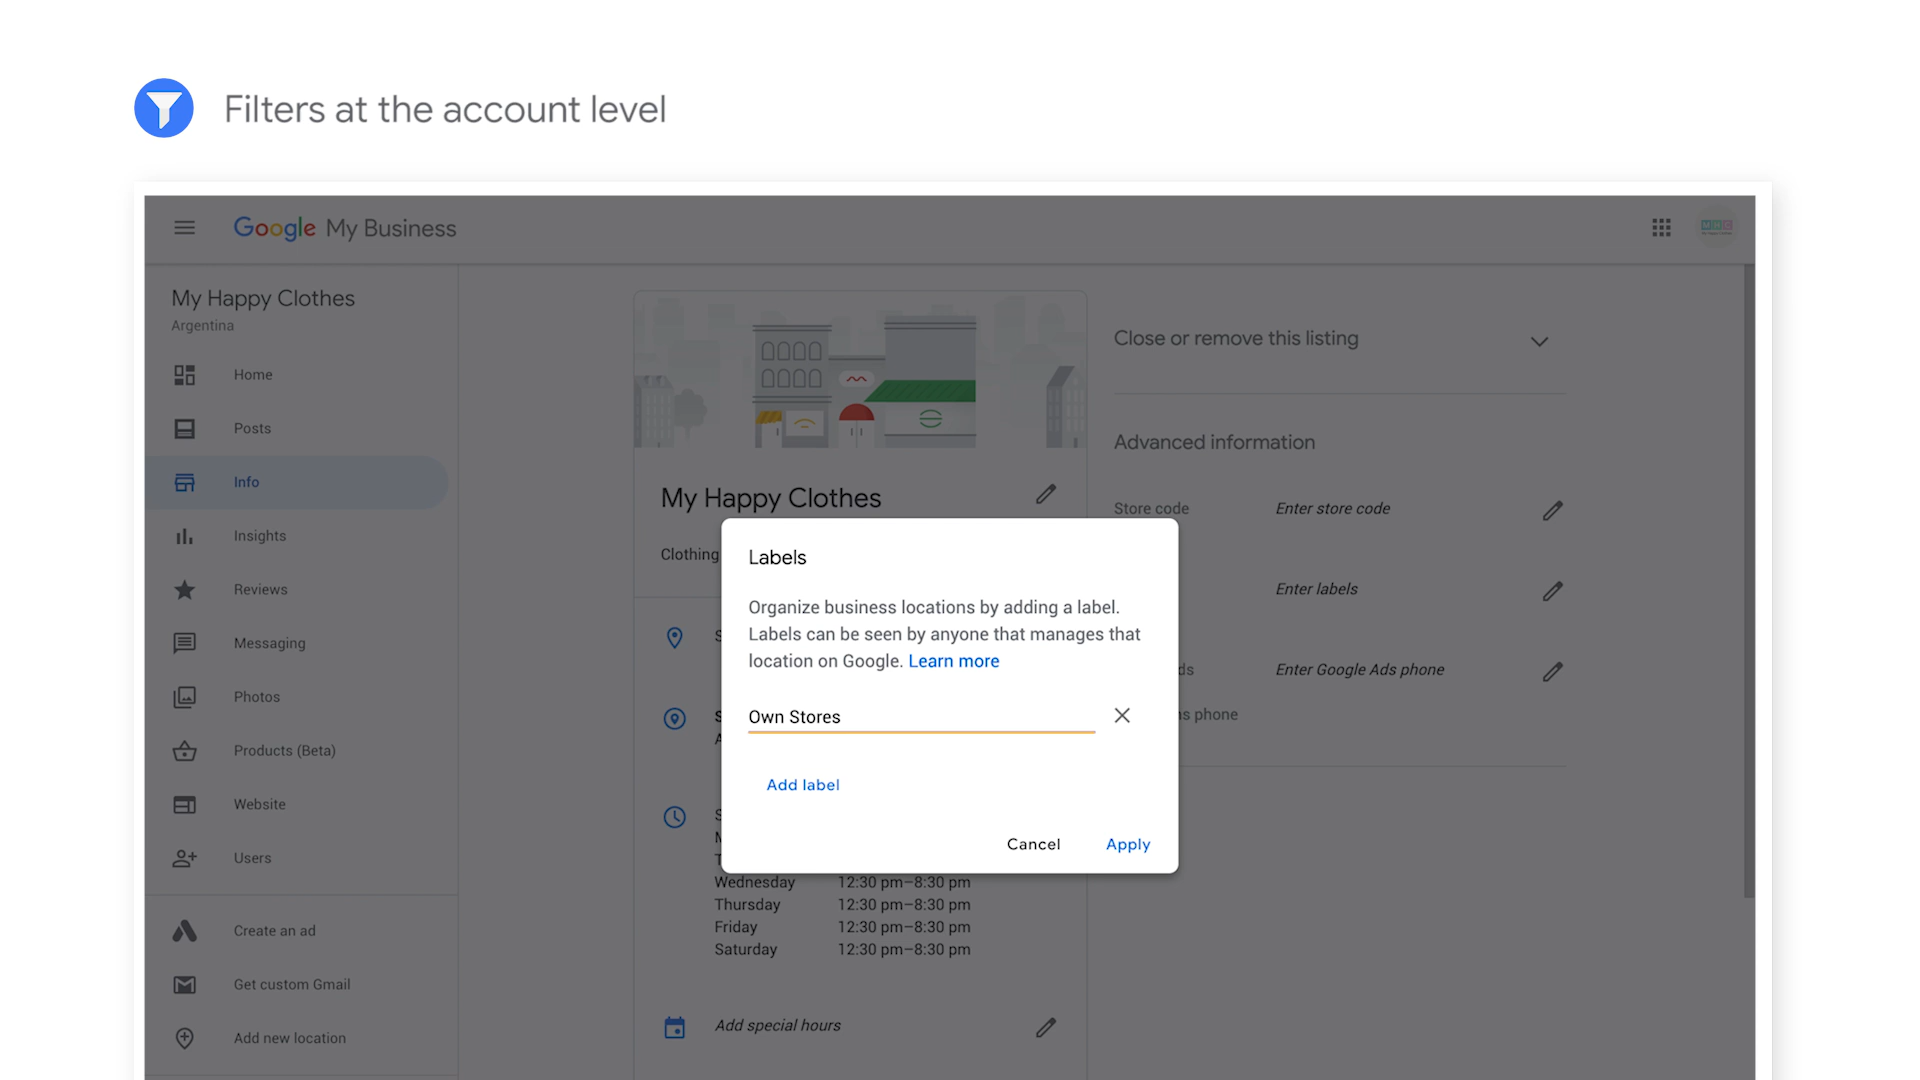 Filters at the account level
Google My Business
My Happy Clothes
Argentina
Home
Posts
Info
Insights
Reviews
Messaging
Photos
Products (Beta)
Website
Users
Create an ad
Get custom Gmail
Add new location
My Happy Clothes
Clothing
Labels
Organize business locations by adding a label.
Labels can be seen by anyone that manages that
location on Google. Learn more
Own Stores
Add label
Cancel Apply
Wednesday 12:30 pm–8:30 pm
Thursday 12:30 pm–8:30 pm
Friday 12:30 pm–8:30 pm
Saturday 12:30 pm–8:30 pm
Add special hours
Close or remove this listing
Advanced information
Store code Enter store code
Enter labels
Enter Google Ads phone
phone